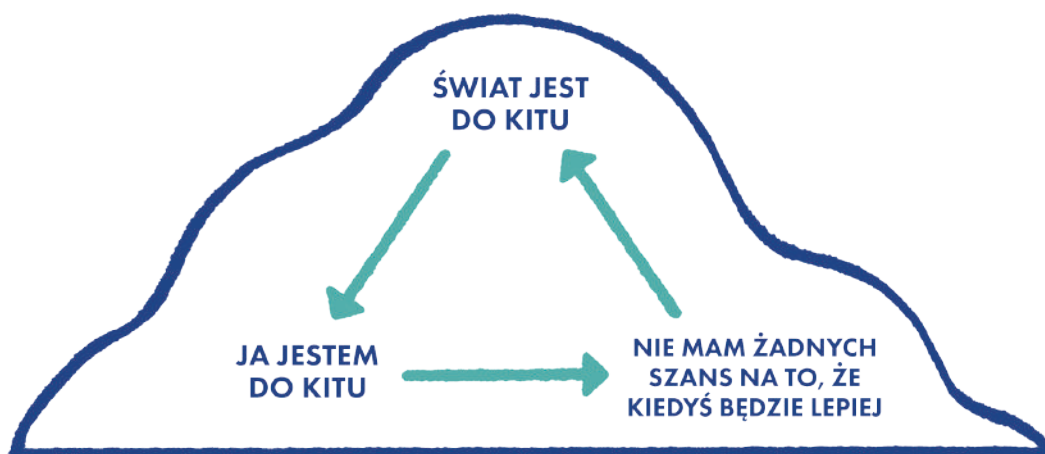 ŚWIAT JEST
DO KITU
JA JESTEM
DO KITU
NIE MAM ŻADNYCH
SZANS NA TO, ŻE
KIEDYŚ BĘDZIE LEPIEJ